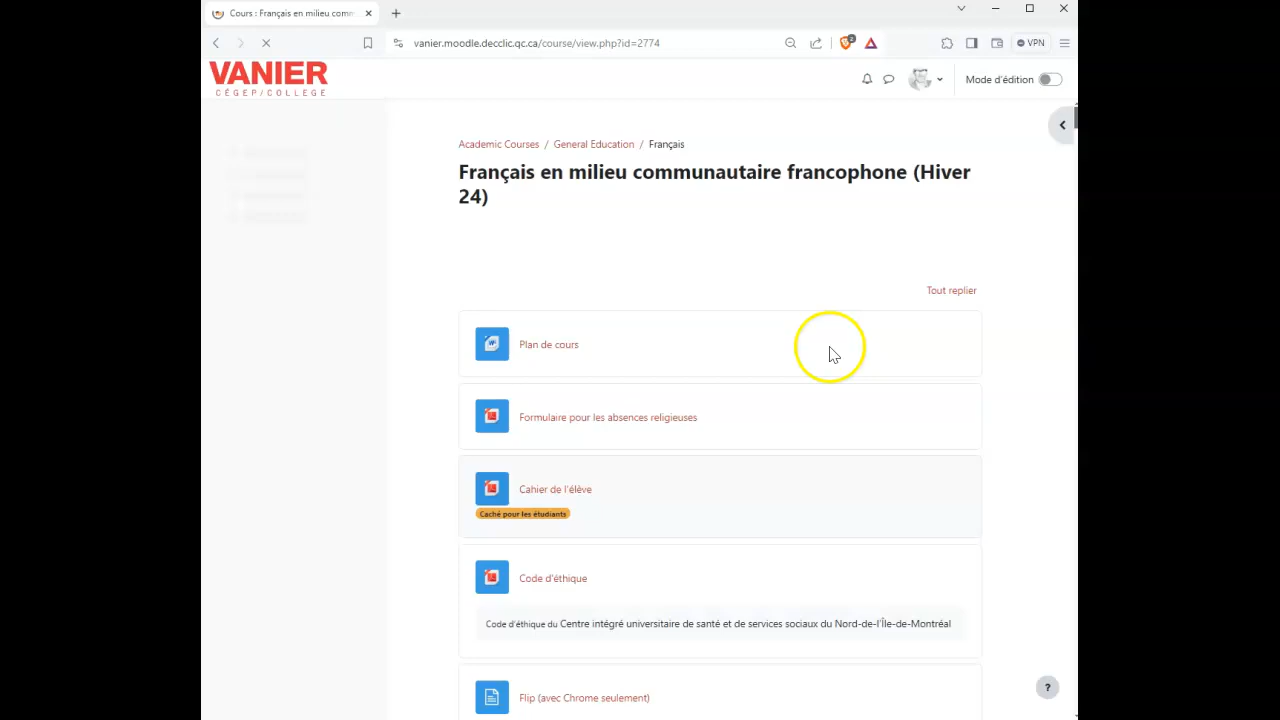 Cours : Français en milieu comm
vanier.moodle.decclic.qc.ca/course/view.php?id=2774
2
VPN
VANIER
CÉGEP/COLLEGE
Mode d'édition
Academic Courses / General Education / Français
Français en milieu communautaire francophone (Hiver
24)
Tout replier
Plan de cours
Formulaire pour les absences religieuses
Cahier de l'élève
Caché pour les étudiants
Code d'éthique
Code d'éthique du Centre intégré universitaire de santé et de services sociaux du Nord-de-l'Île-de-Montréal
Flip (avec Chrome seulement)
?